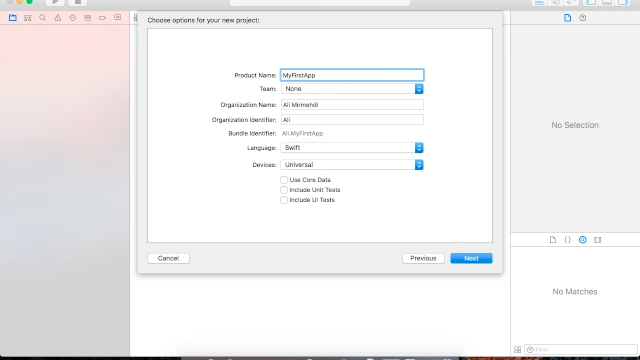 Choose options for your new project:
Product Name: MyFirstApp
Team: None
Organization Name: Ali Mirmehdi
Organization Identifier: Ali
Bundle Identifier: Ali.MyFirstApp
Language: Swift
Devices: Universal
Use Core Data
Include Unit Tests
Include UI Tests
Cancel
Previous
Next
No Selection
No Matches
Filter